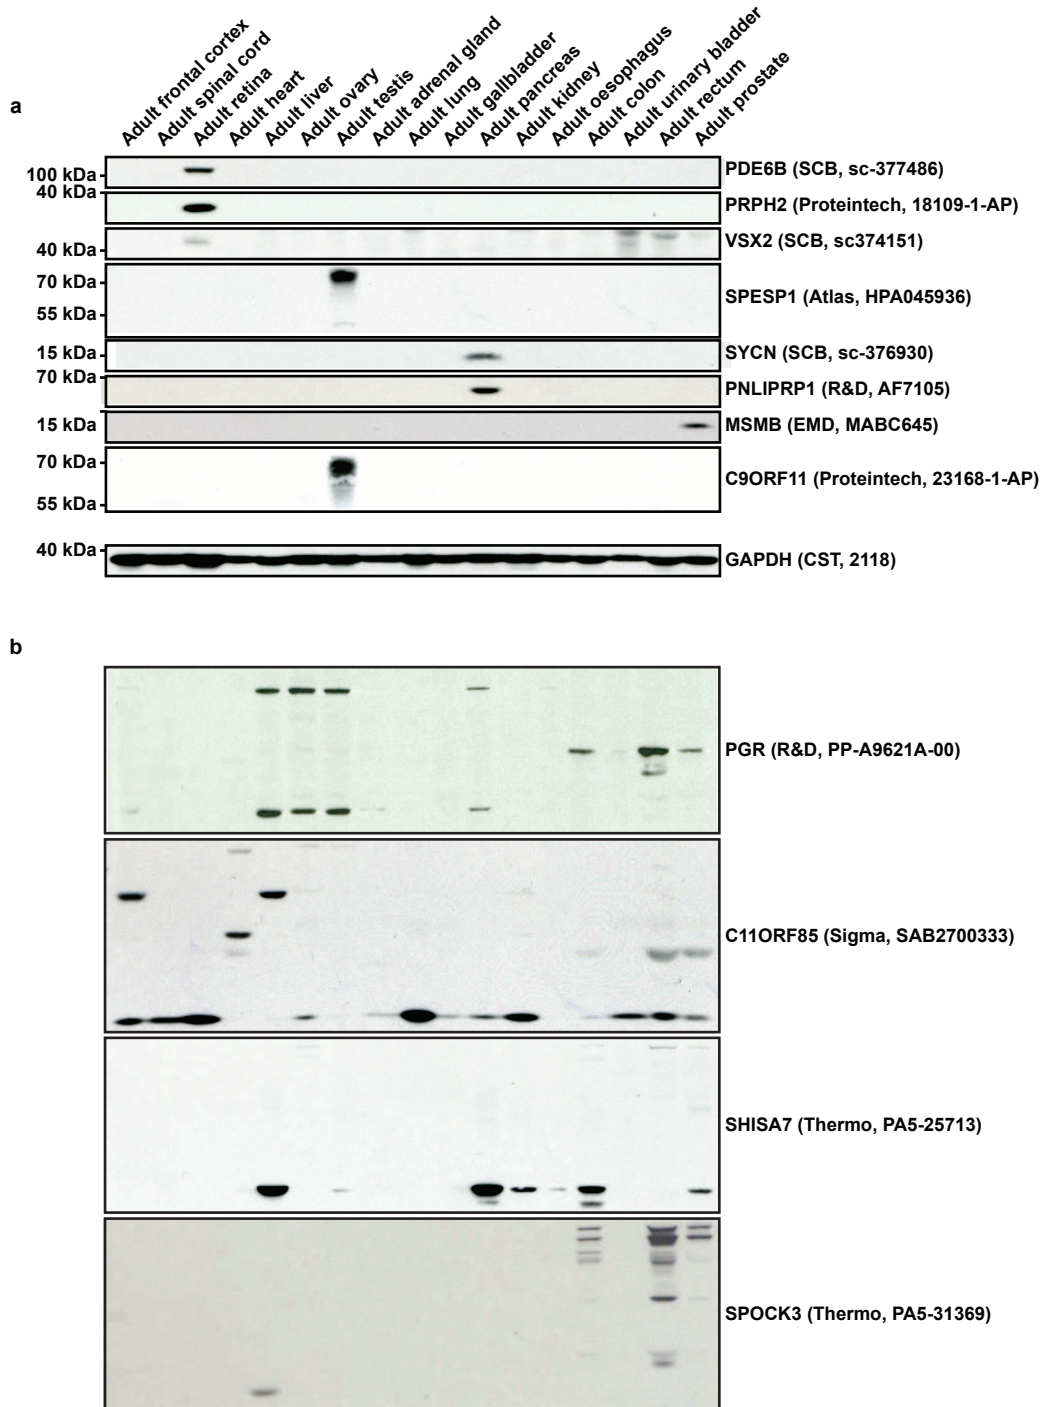 a
Adult frontal cortex
Adult spinal cord
Adult retina
Adult heart
Adult liver
Adult ovary
Adult testis
Adult adrenal gland
Adult lung
Adult gallbladder
Adult pancreas
Adult kidney
Adult oesophagus
Adult colon
Adult urinary bladder
Adult rectum
Adult prostate
100 kDa
PDE6B (SCB, sc-377486)
40 kDa
PRPH2 (Proteintech, 18109-1-AP)
40 kDa
VSX2 (SCB, sc374151)
70 kDa
55 kDa
SPESP1 (Atlas, HPA045936)
15 kDa
SYCN (SCB, sc-376930)
70 kDa
PNLIPRP1 (R&D, AF7105)
15 kDa
MSMB (EMD, MABC645)
70 kDa
55 kDa
C9ORF11 (Proteintech, 23168-1-AP)
40 kDa
GAPDH (CST, 2118)
b
PGR (R&D, PP-A9621A-00)
C11ORF85 (Sigma, SAB2700333)
SHISA7 (Thermo, PA5-25713)
SPOCK3 (Thermo, PA5-31369)